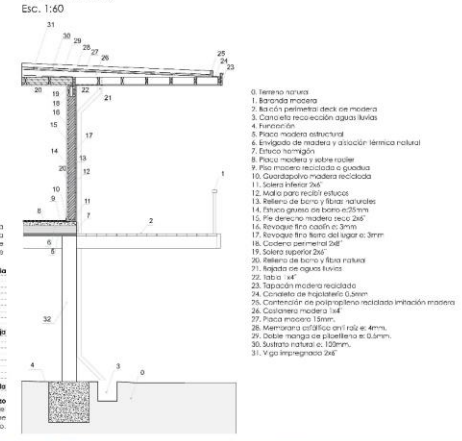 Esc. 1:60
31
30
29
28
27
26
25
24
23
20
19
22
21
18
18
16
15
17
14
13
20
12
10
9
11
8
7
1
2
6
5
32
4
3
0
0. Terreno natural
1. Baranda madera
2. Balcón perimetral deck de madera
3. Canaleta recolección aguas lluvias
4. Fundación
5. Placa madera estructural
6. Envigado de madera y aislación térmica natural
7. Estuco hormigón
8. Placa madera y sobre radier
9. Piso madera reciclada o guadua
10. Guardapolvo madera reciclada
11. Solera inferior 2x6"
12. Malla para recibir estucos
13. Relleno de barro y fibras naturales
14. Estuco grueso de barro e:25mm
15. Pie derecho madera seca 2x6"
16. Revoque fino caolín e: 3mm
17. Revoque fino tierra del lugar e: 3mm
18. Cadena perimetral 2x8"
19. Solera superior 2x6"
20. Relleno de barro y fibra natural
21. Bajada de aguas lluvias
22. Tabla 1x4"
23. Tapacán madera reciclada
24. Canaleta de hojalatería 0,5mm
25. Contención de polipropileno reciclado imitación madera
26. Costanera madera 1x4"
27. Placa madera 15mm.
28. Membrana asfáltica anti raíz e: 4mm.
29. Doble manga de polietileno e: 0,6mm.
30. Sustrato natural e: 100mm.
31. Viga impregnada 2x6"